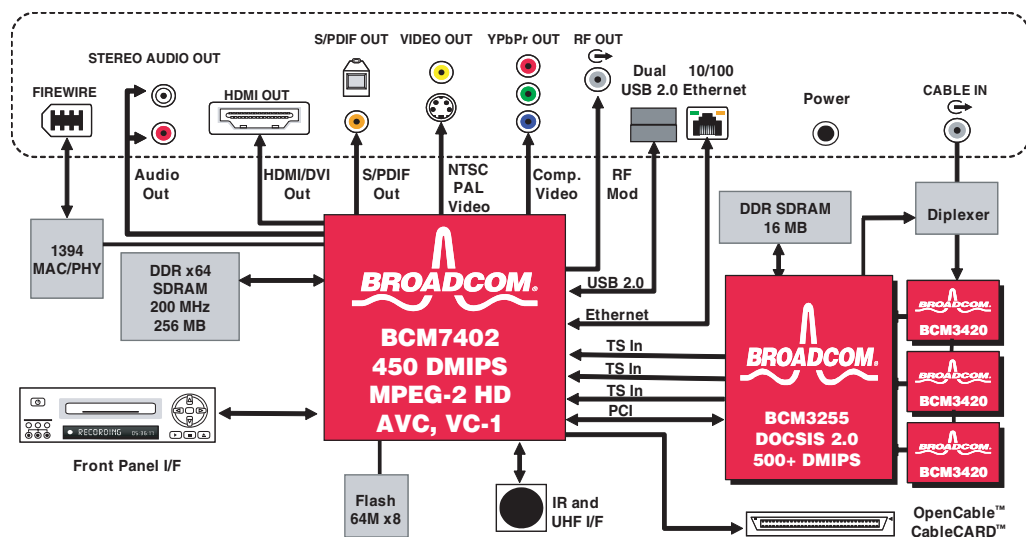 S/PDIF OUT
VIDEO OUT
YPbPr OUT
RF OUT
STEREO AUDIO OUT
Dual
USB 2.0
10/100
Ethernet
FIREWIRE
HDMI OUT
Power
CABLE IN
Audio
Out
HDMI/DVI
Out
S/PDIF
Out
NTSC
PAL
Video
Comp.
Video
RF
Mod
1394
MAC/PHY
DDR x64
SDRAM
200 MHz
256 MB
DDR SDRAM
16 MB
Diplexer
BROADCOM®
BCM7402
450 DMIPS
MPEG-2 HD
AVC, VC-1
USB 2.0
Ethernet
TS In
TS In
TS In
PCI
BROADCOM®
BCM3255
DOCSIS 2.0
500+ DMIPS
BROADCOM®
BCM3420
BROADCOM®
BCM3420
BROADCOM®
BCM3420
RECORDING 05:36:17
Front Panel I/F
Flash
64M x8
IR and
UHF I/F
OpenCable™
CableCARD™